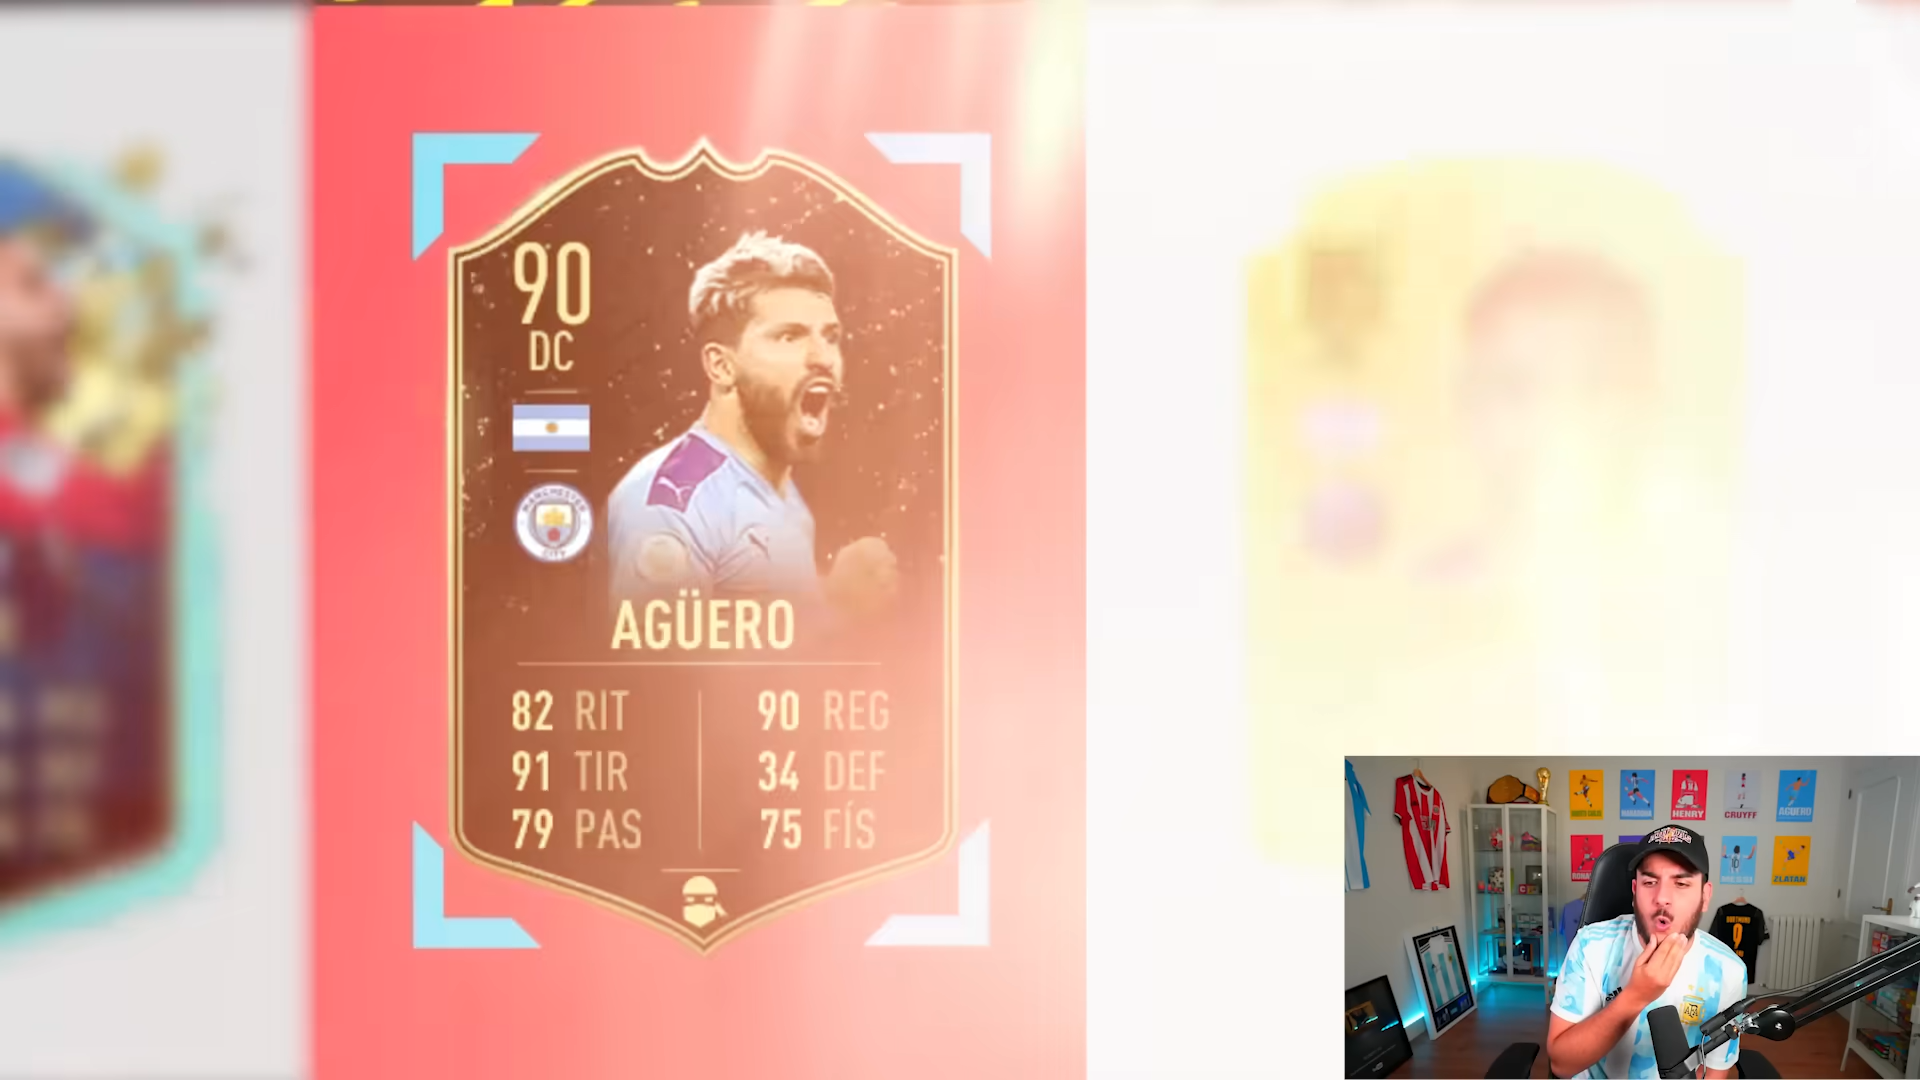 90
DC
MANCHESTER
CITY
AGÜERO
82 RIT
90 REG
91 TIR
34 DEF
79 PAS
75 FÍS
HENRY
CRUYFF
AGUERO
ZLATAN
9